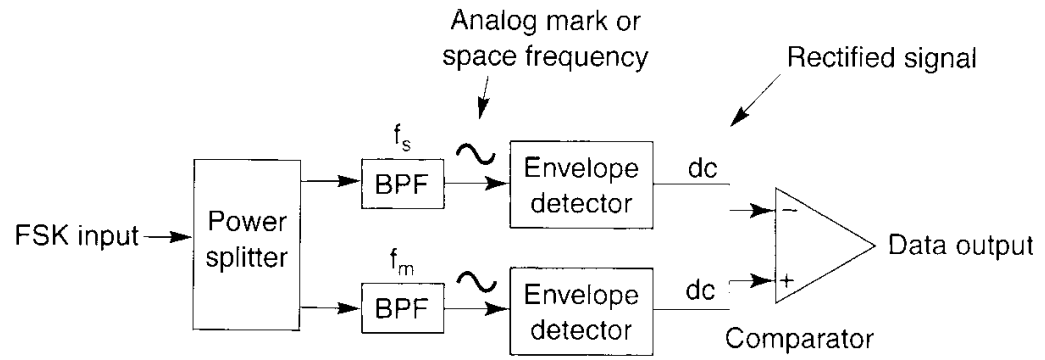 Analog mark or
space frequency
Rectified signal
f_s
BPF
Envelope
detector
dc
Power
splitter
FSK input
−
+
Data output
f_m
BPF
Envelope
detector
dc
Comparator